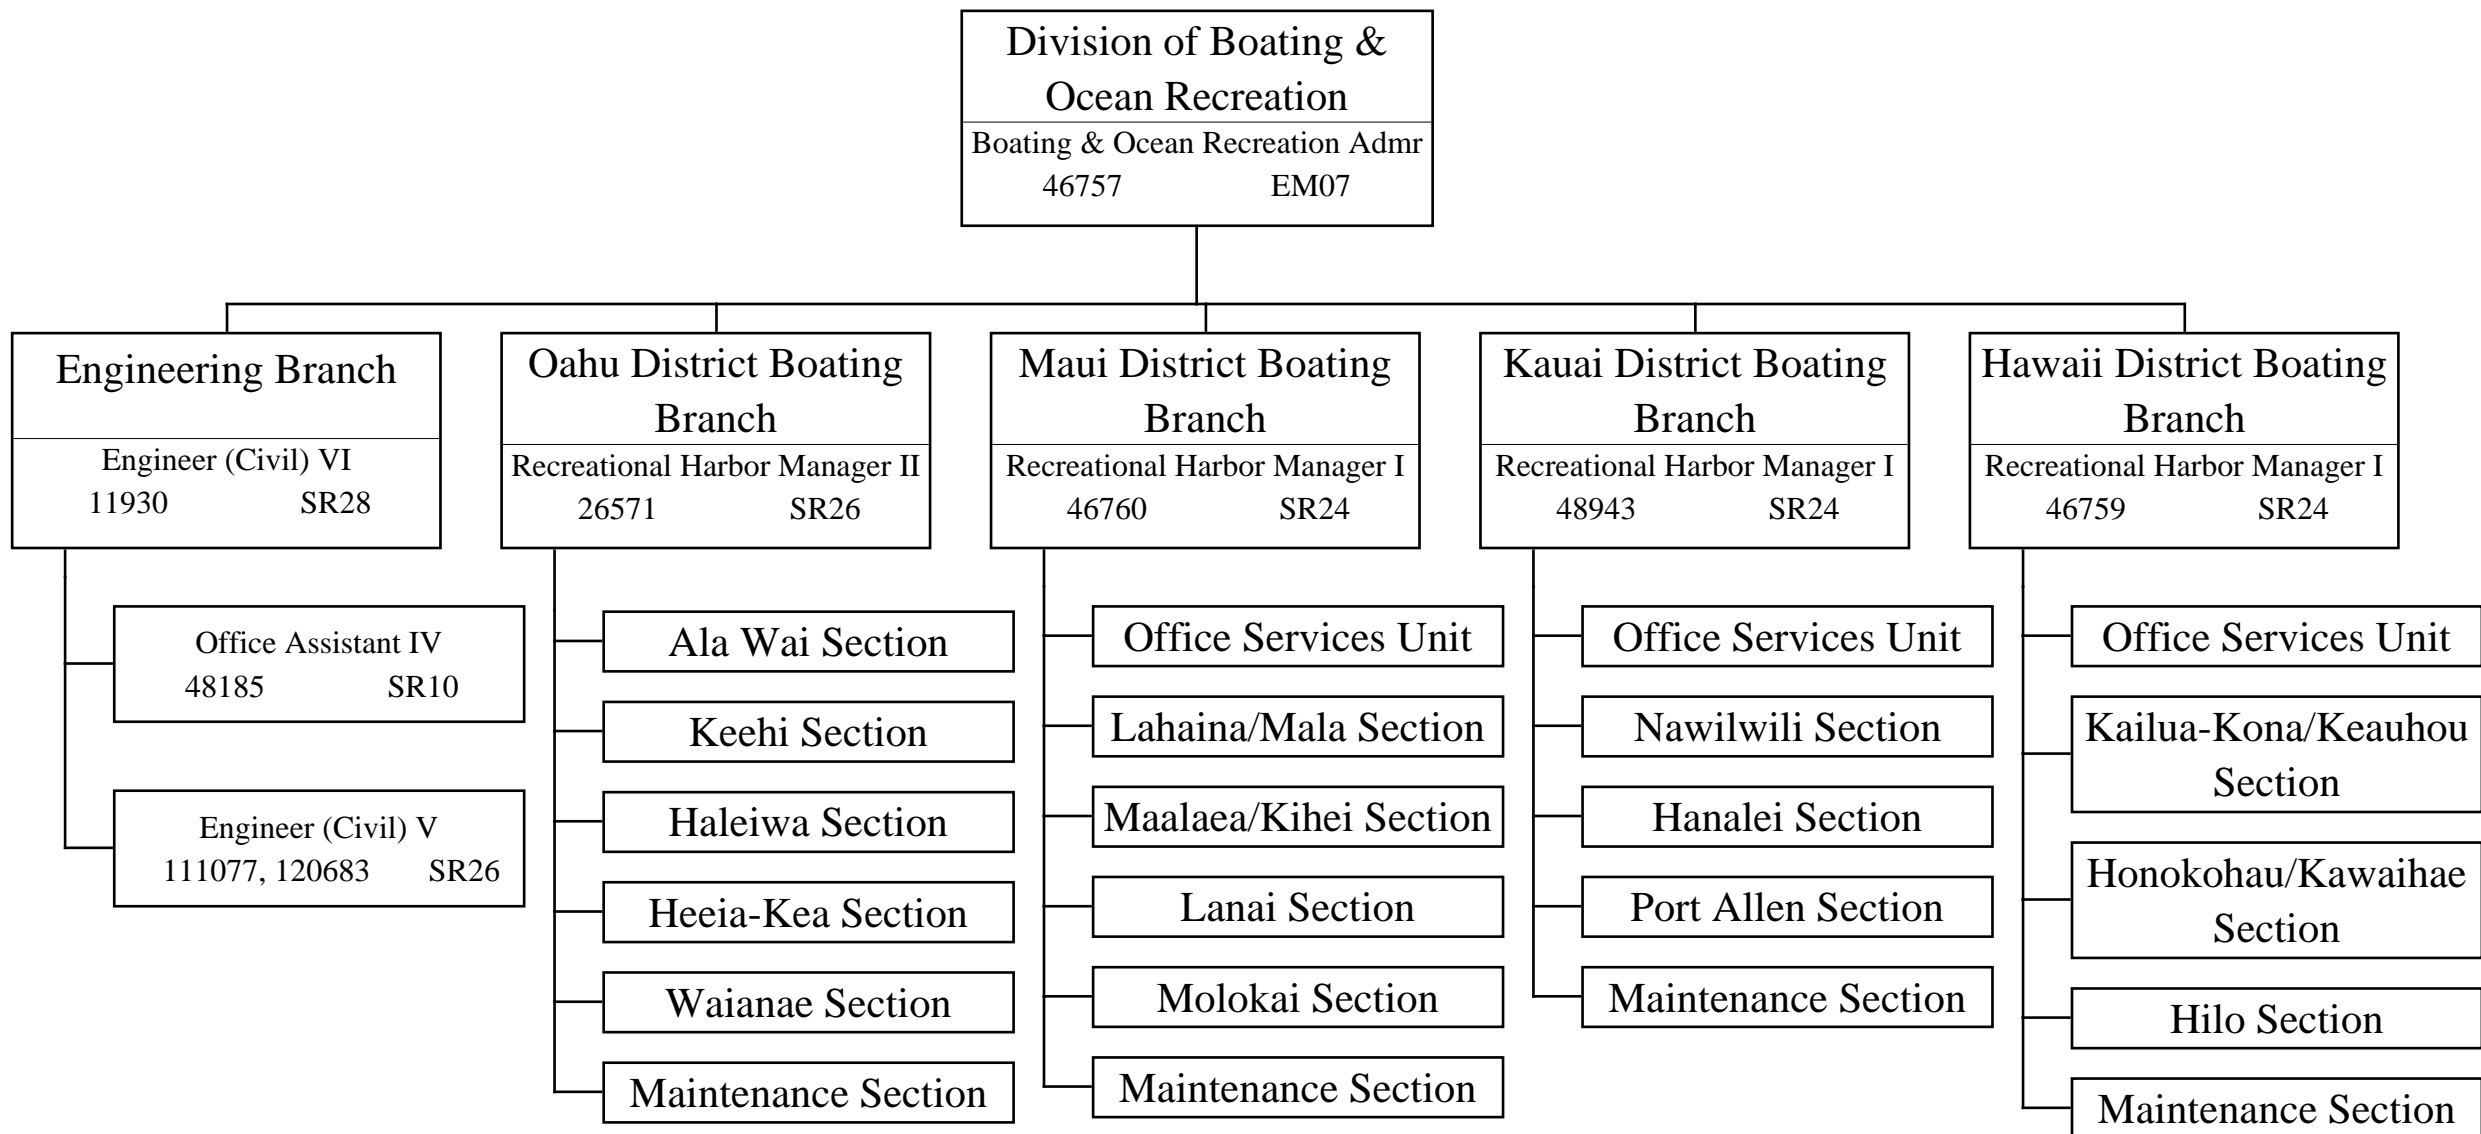 Division of Boating &
Ocean Recreation
Boating & Ocean Recreation Admr
46757 EM07
Engineering Branch
Engineer (Civil) VI
11930 SR28
Office Assistant IV
48185 SR10
Engineer (Civil) V
111077, 120683 SR26
Oahu District Boating
Branch
Recreational Harbor Manager II
26571 SR26
Ala Wai Section
Keehi Section
Haleiwa Section
Heeia-Kea Section
Waianae Section
Maintenance Section
Maui District Boating
Branch
Recreational Harbor Manager I
46760 SR24
Office Services Unit
Lahaina/Mala Section
Maalaea/Kihei Section
Lanai Section
Molokai Section
Maintenance Section
Kauai District Boating
Branch
Recreational Harbor Manager I
48943 SR24
Office Services Unit
Nawilwili Section
Hanalei Section
Port Allen Section
Maintenance Section
Hawaii District Boating
Branch
Recreational Harbor Manager I
46759 SR24
Office Services Unit
Kailua-Kona/Keauhou
Section
Honokohau/Kawaihae
Section
Hilo Section
Maintenance Section